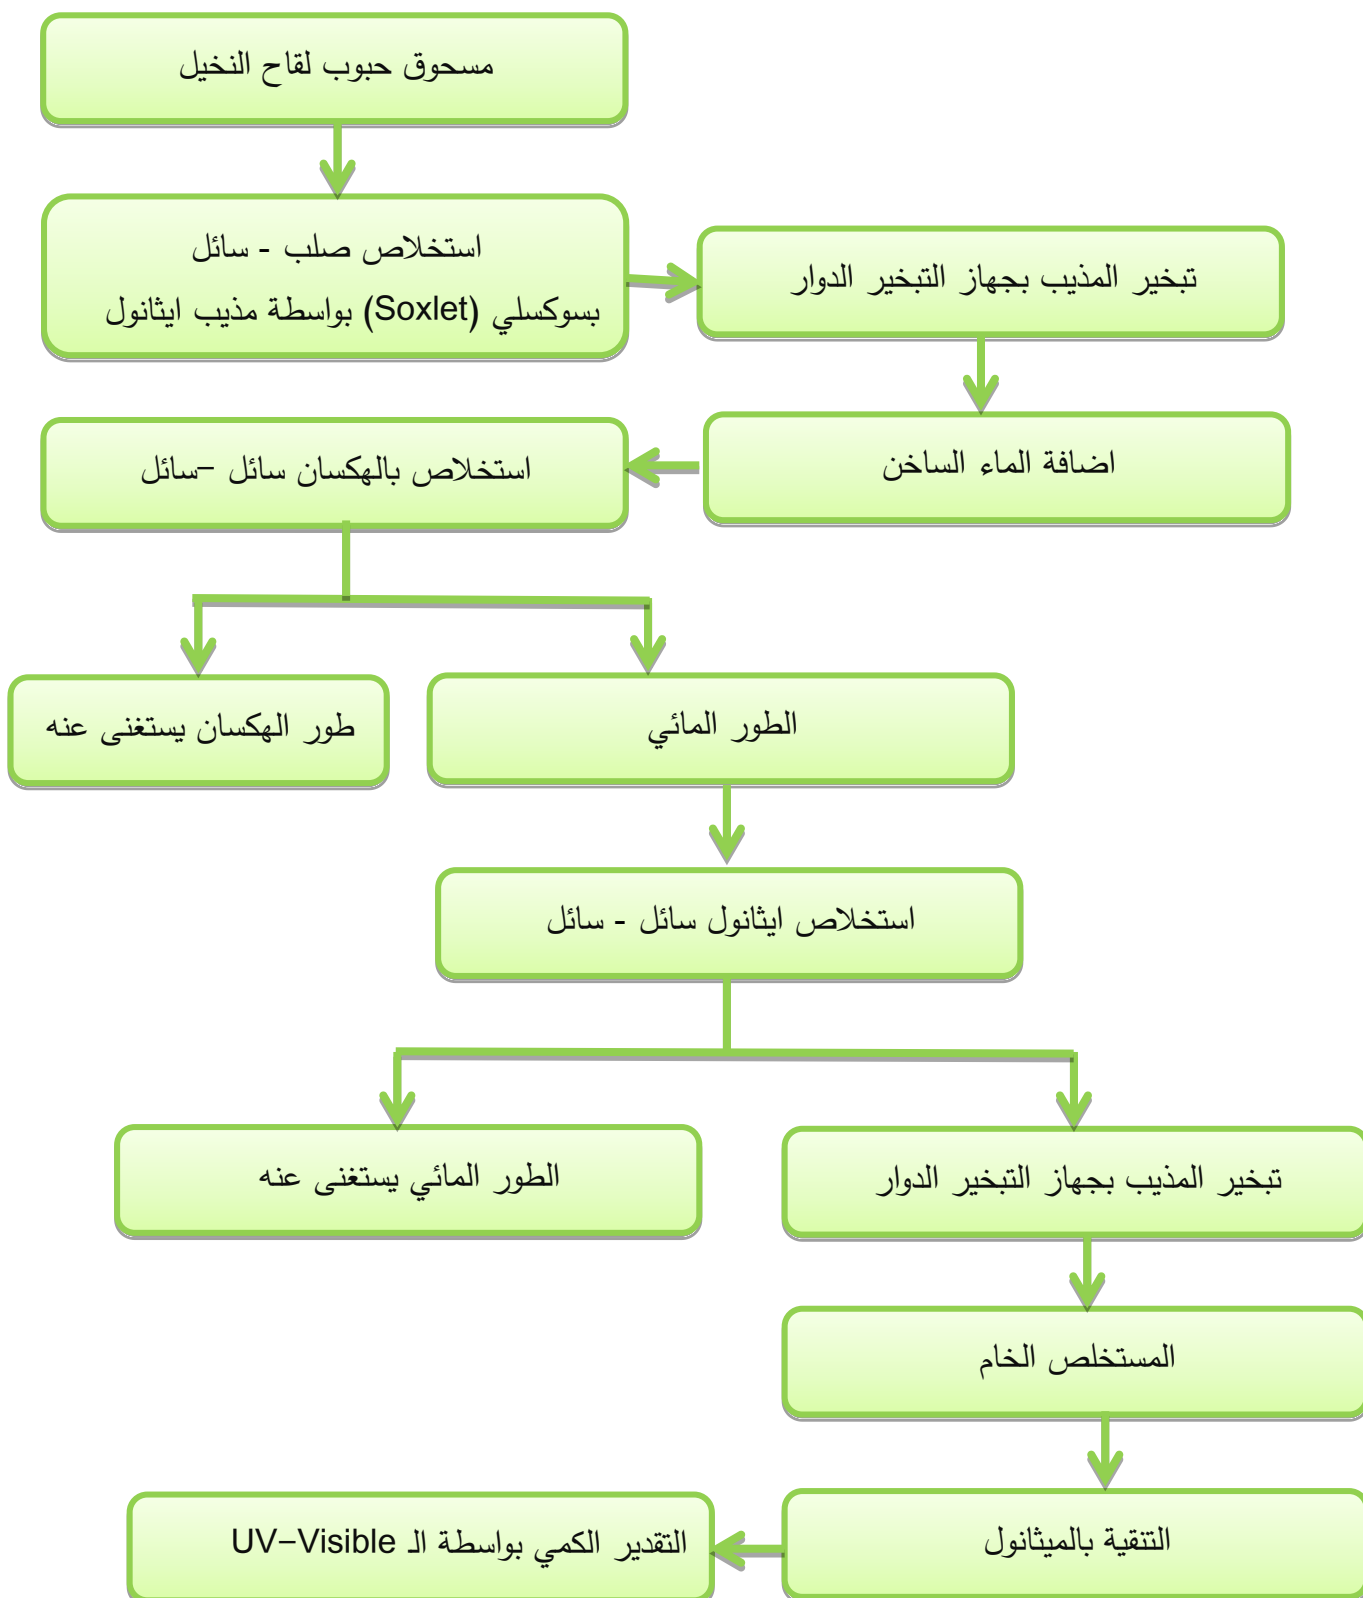 مسحوق حبوب لقاح النخيل
استخلاص صلب - سائل
بسوكسلي (Soxlet) بواسطة مذيب ايثانول
تبخير المذيب بجهاز التبخير الدوار
اضافة الماء الساخن
استخلاص بالهكسان سائل –سائل
طور الهكسان يستغنى عنه
الطور المائي
استخلاص ايثانول سائل - سائل
الطور المائي يستغنى عنه
تبخير المذيب بجهاز التبخير الدوار
المستخلص الخام
التنقية بالميثانول
التقدير الكمي بواسطة الـ UV–Visible